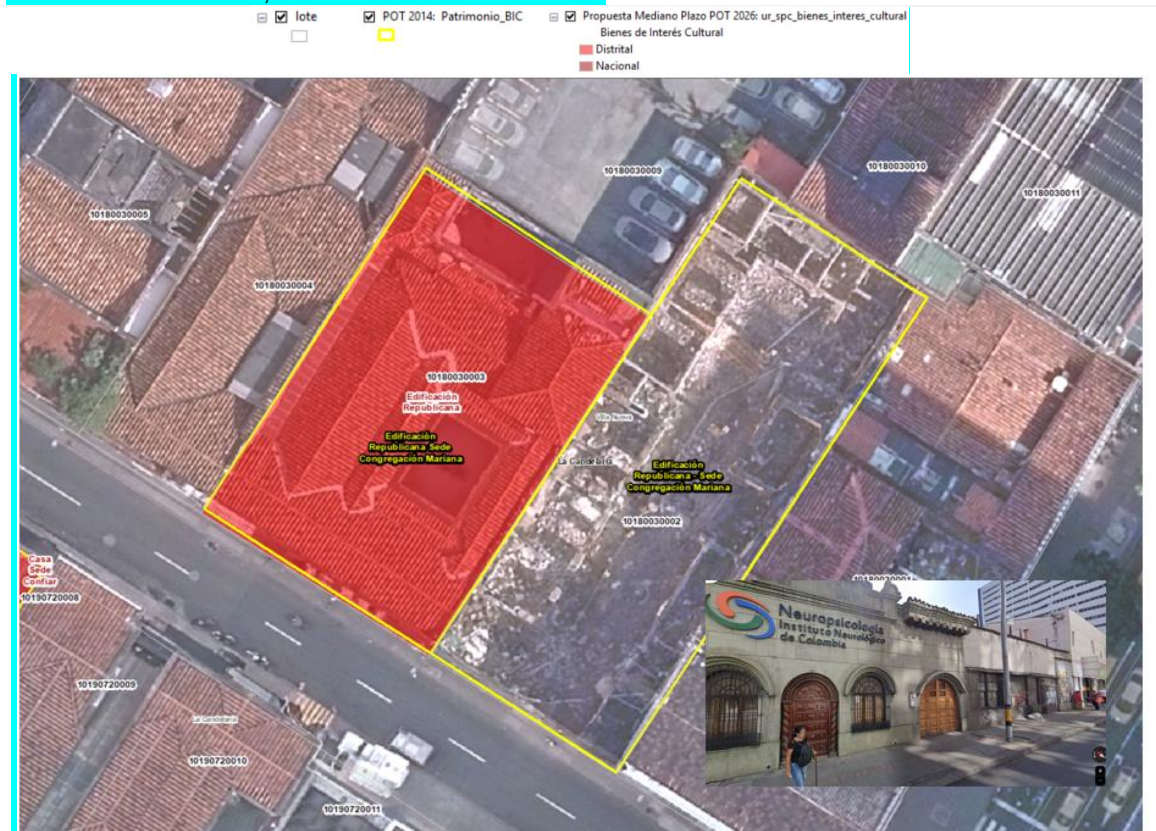 lote
POT 2014: Patrimonio_BIC
Propuesta Mediano Plazo POT 2026: ur_spc_bienes_interes_cultural
Bienes de Interés Cultural
Distrital
Nacional
10180030009
10180030010
10180030011
10180030005
10180030004
10180030003
Edificación
Republicana
Edificación
Republicana Sede
Congregación Mariana
Villa Nueva
La Candelaria
Edificación
Republicana - Sede
Congregación Mariana
10180030002
10180030001
Casa
Sede
Confiar
10190720008
Neuropsicología
Instituto Neurológico
de Colombia
10190720009
La Candelaria
10190720010
10190720011